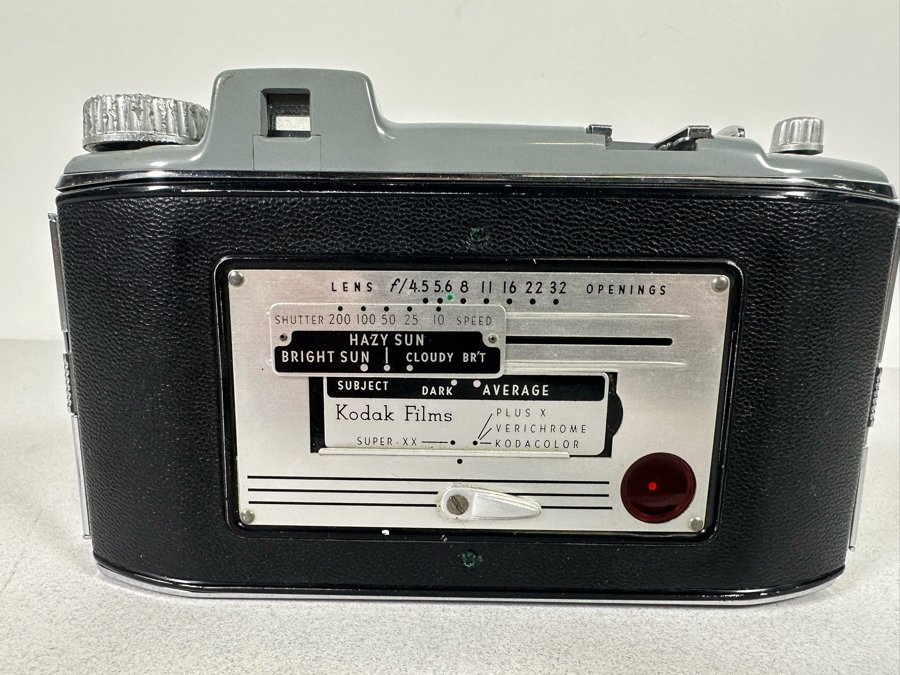 LENS f/4.5 5.6 8 11 16 22 32 OPENINGS
SHUTTER 200 100 50 25 10 SPEED
HAZY SUN
BRIGHT SUN | CLOUDY BR'T
SUBJECT DARK AVERAGE
Kodak Films
PLUS X
VERICHROME
SUPER-XX
KODACOLOR